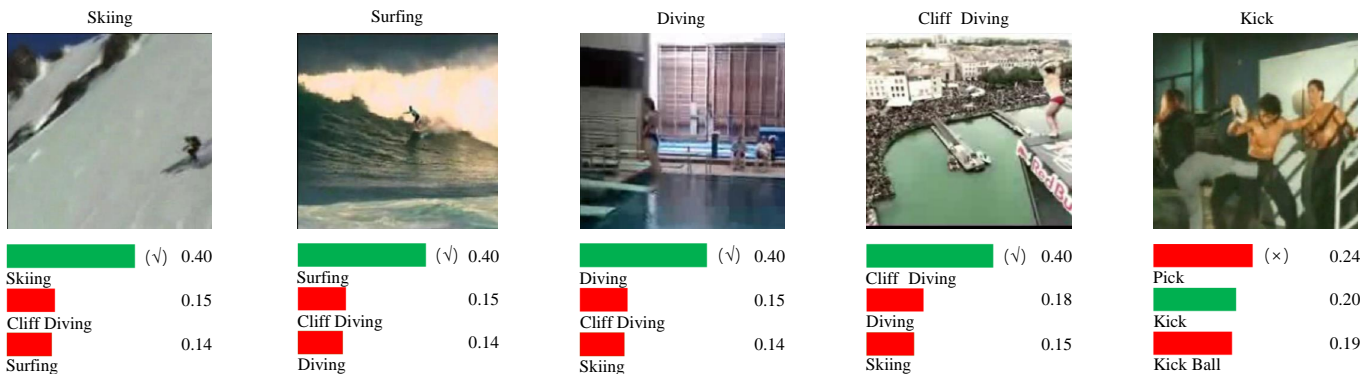 Skiing
Surfing
Diving
Cliff Diving
Kick
Red Bu
(√) 0.40
(√) 0.40
(√) 0.40
(√) 0.40
(×) 0.24
Skiing
Surfing
Diving
Cliff Diving
Pick
0.15
0.15
0.15
0.18
0.20
Cliff Diving
Cliff Diving
Cliff Diving
Diving
Kick
0.14
0.14
0.14
0.15
0.19
Surfing
Diving
Skiing
Skiing
Kick Ball